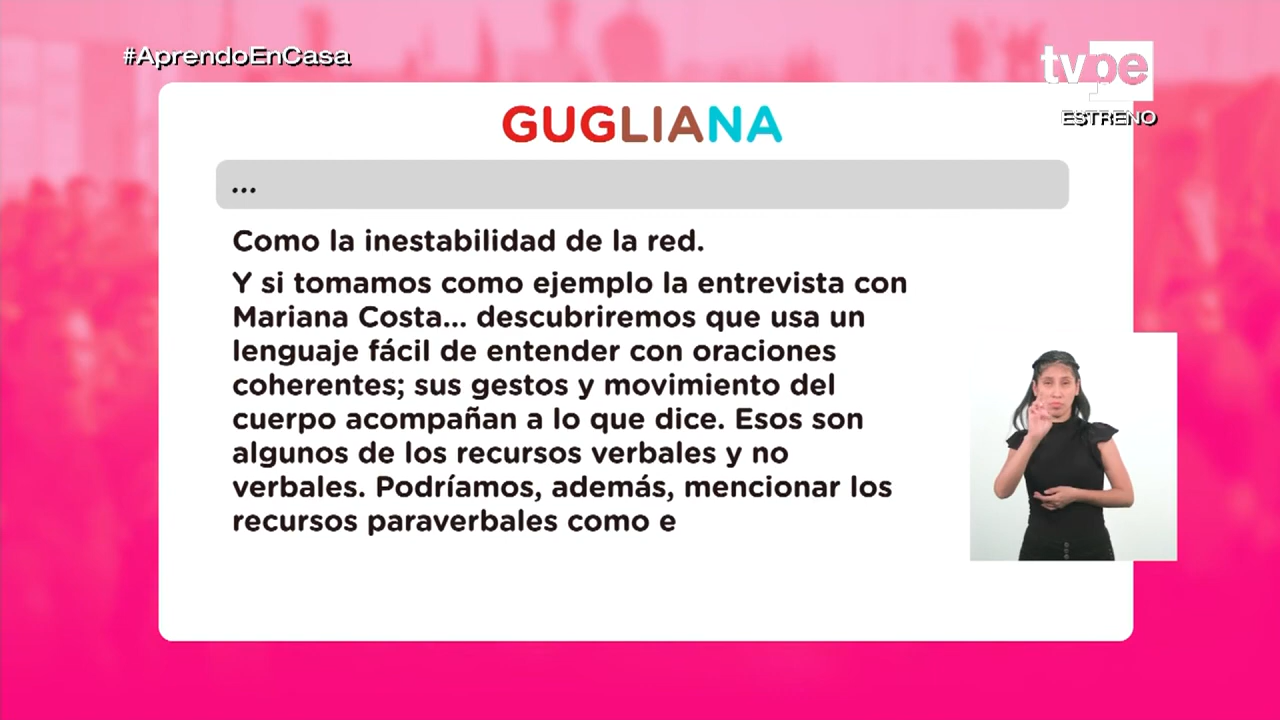 #AprendoEnCasa
tvpe
ESTRENO
GUGLIANA
...
Como la inestabilidad de la red.
Y si tomamos como ejemplo la entrevista con
Mariana Costa... descubriremos que usa un
lenguaje fácil de entender con oraciones
coherentes; sus gestos y movimiento del
cuerpo acompañan a lo que dice. Esos son
algunos de los recursos verbales y no
verbales. Podríamos, además, mencionar los
recursos paraverbales como e